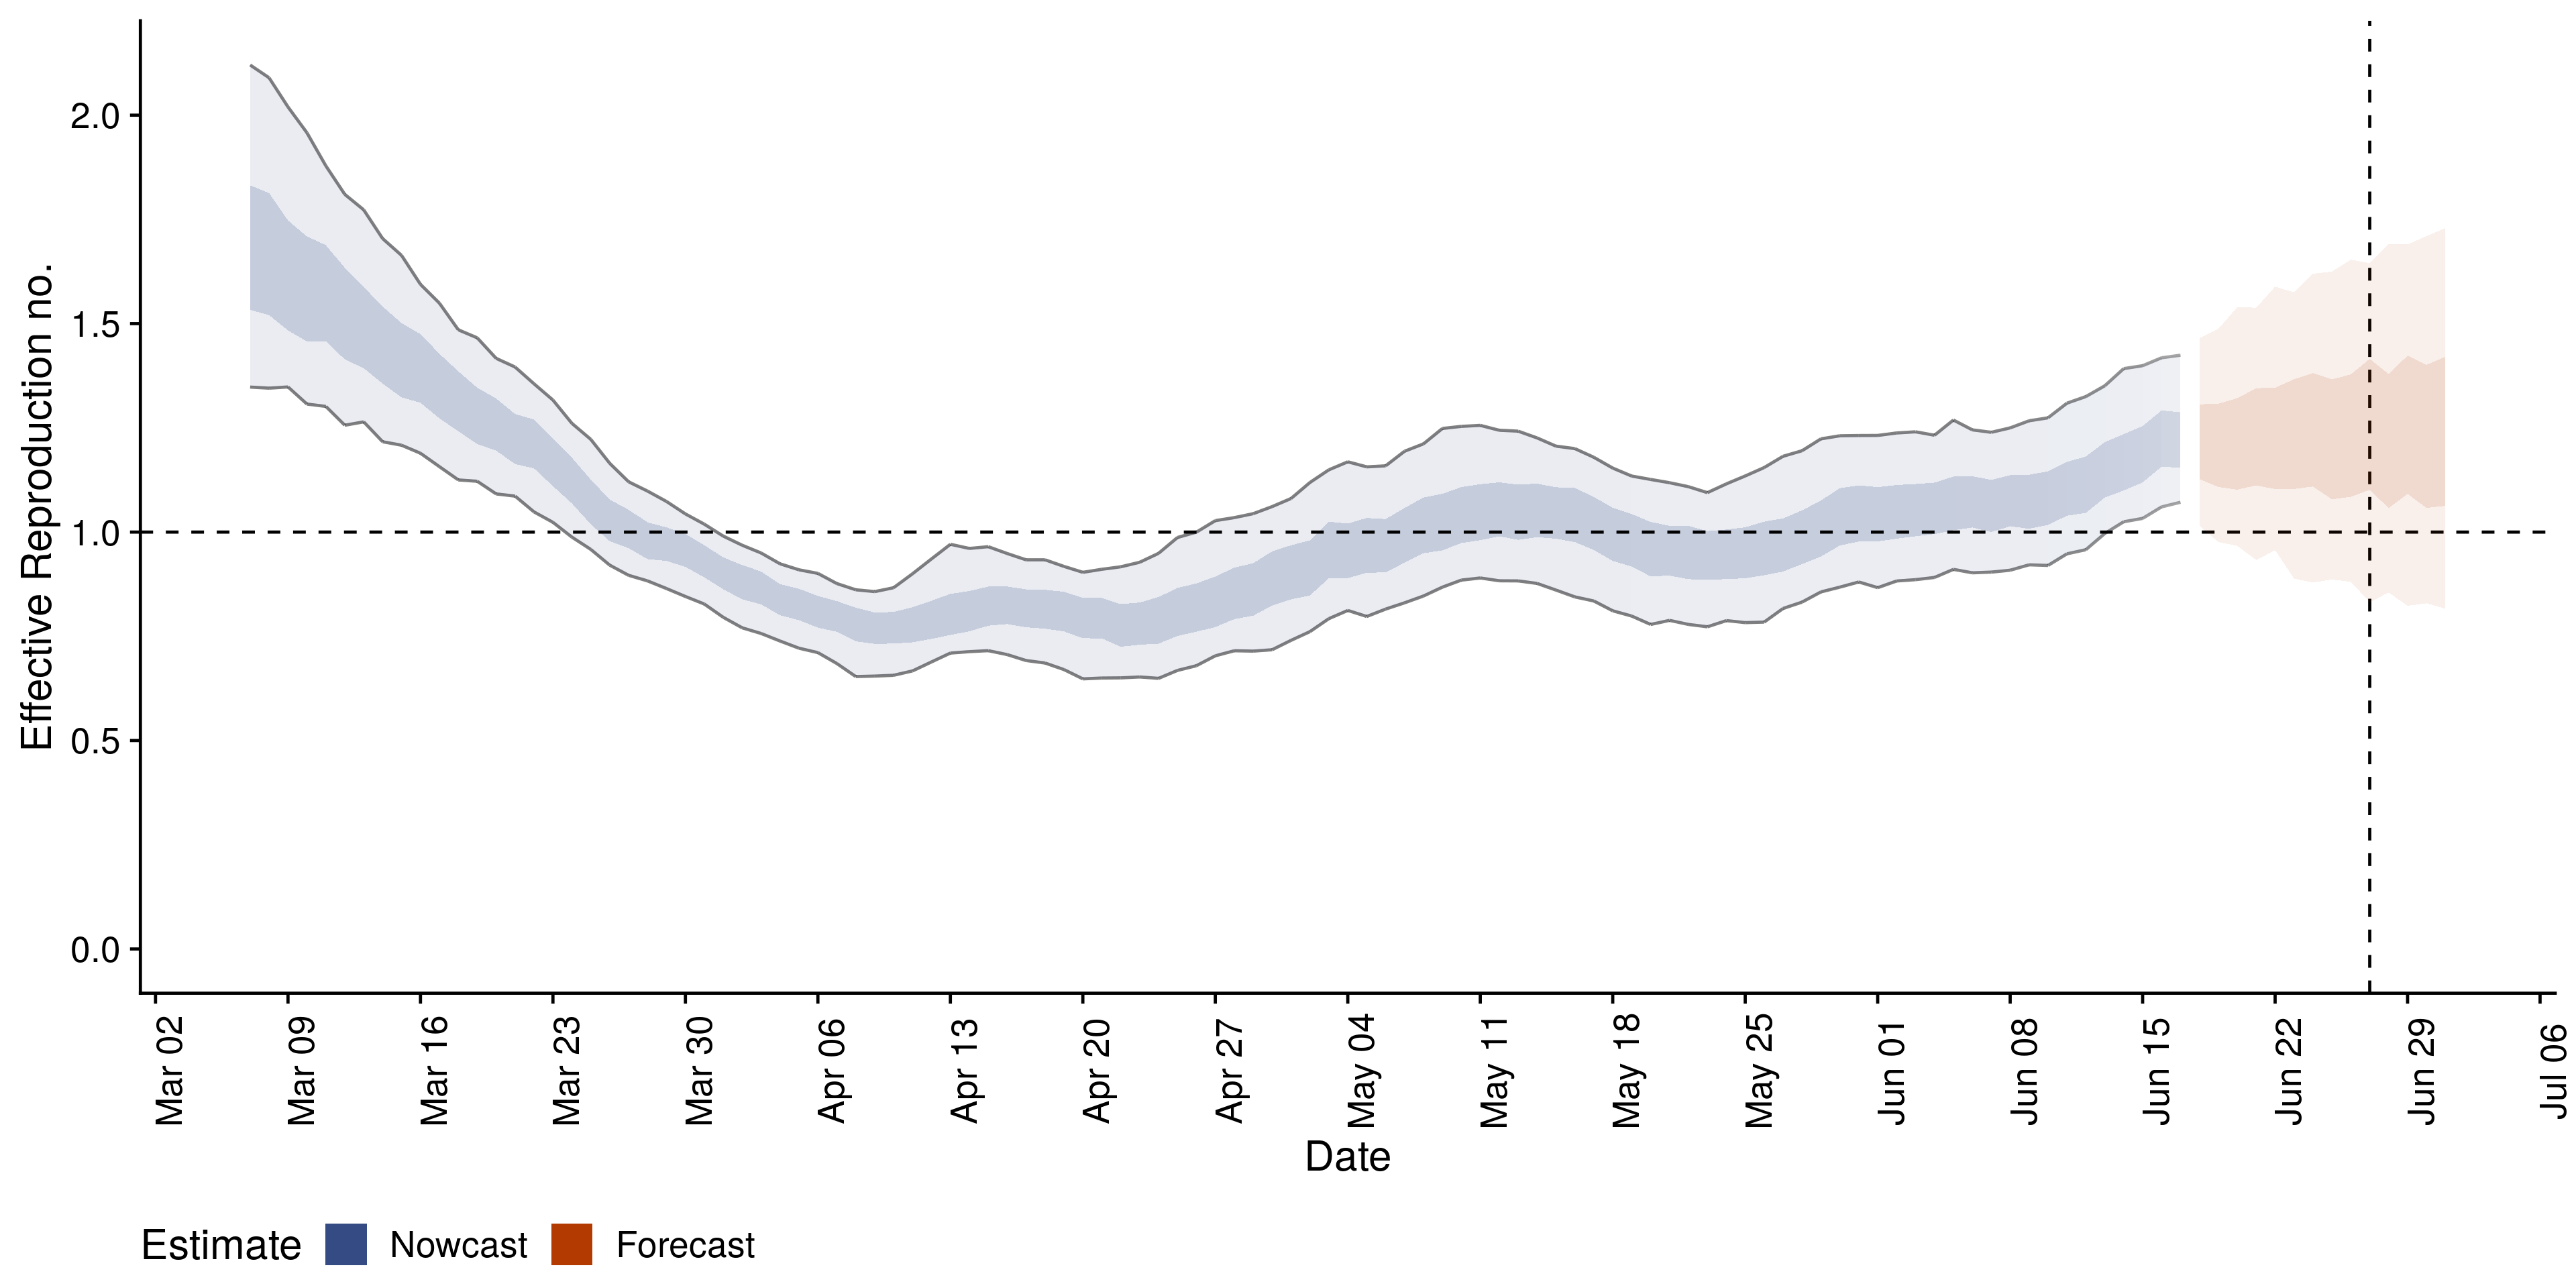 Effective Reproduction no.
2.0
1.5
1.0
0.5
0.0
Mar 02
Mar 09
Mar 16
Mar 23
Mar 30
Apr 06
Apr 13
Apr 20
Apr 27
May 04
May 11
May 18
May 25
Jun 01
Jun 08
Jun 15
Jun 22
Jun 29
Jul 06
Date
Estimate Nowcast Forecast